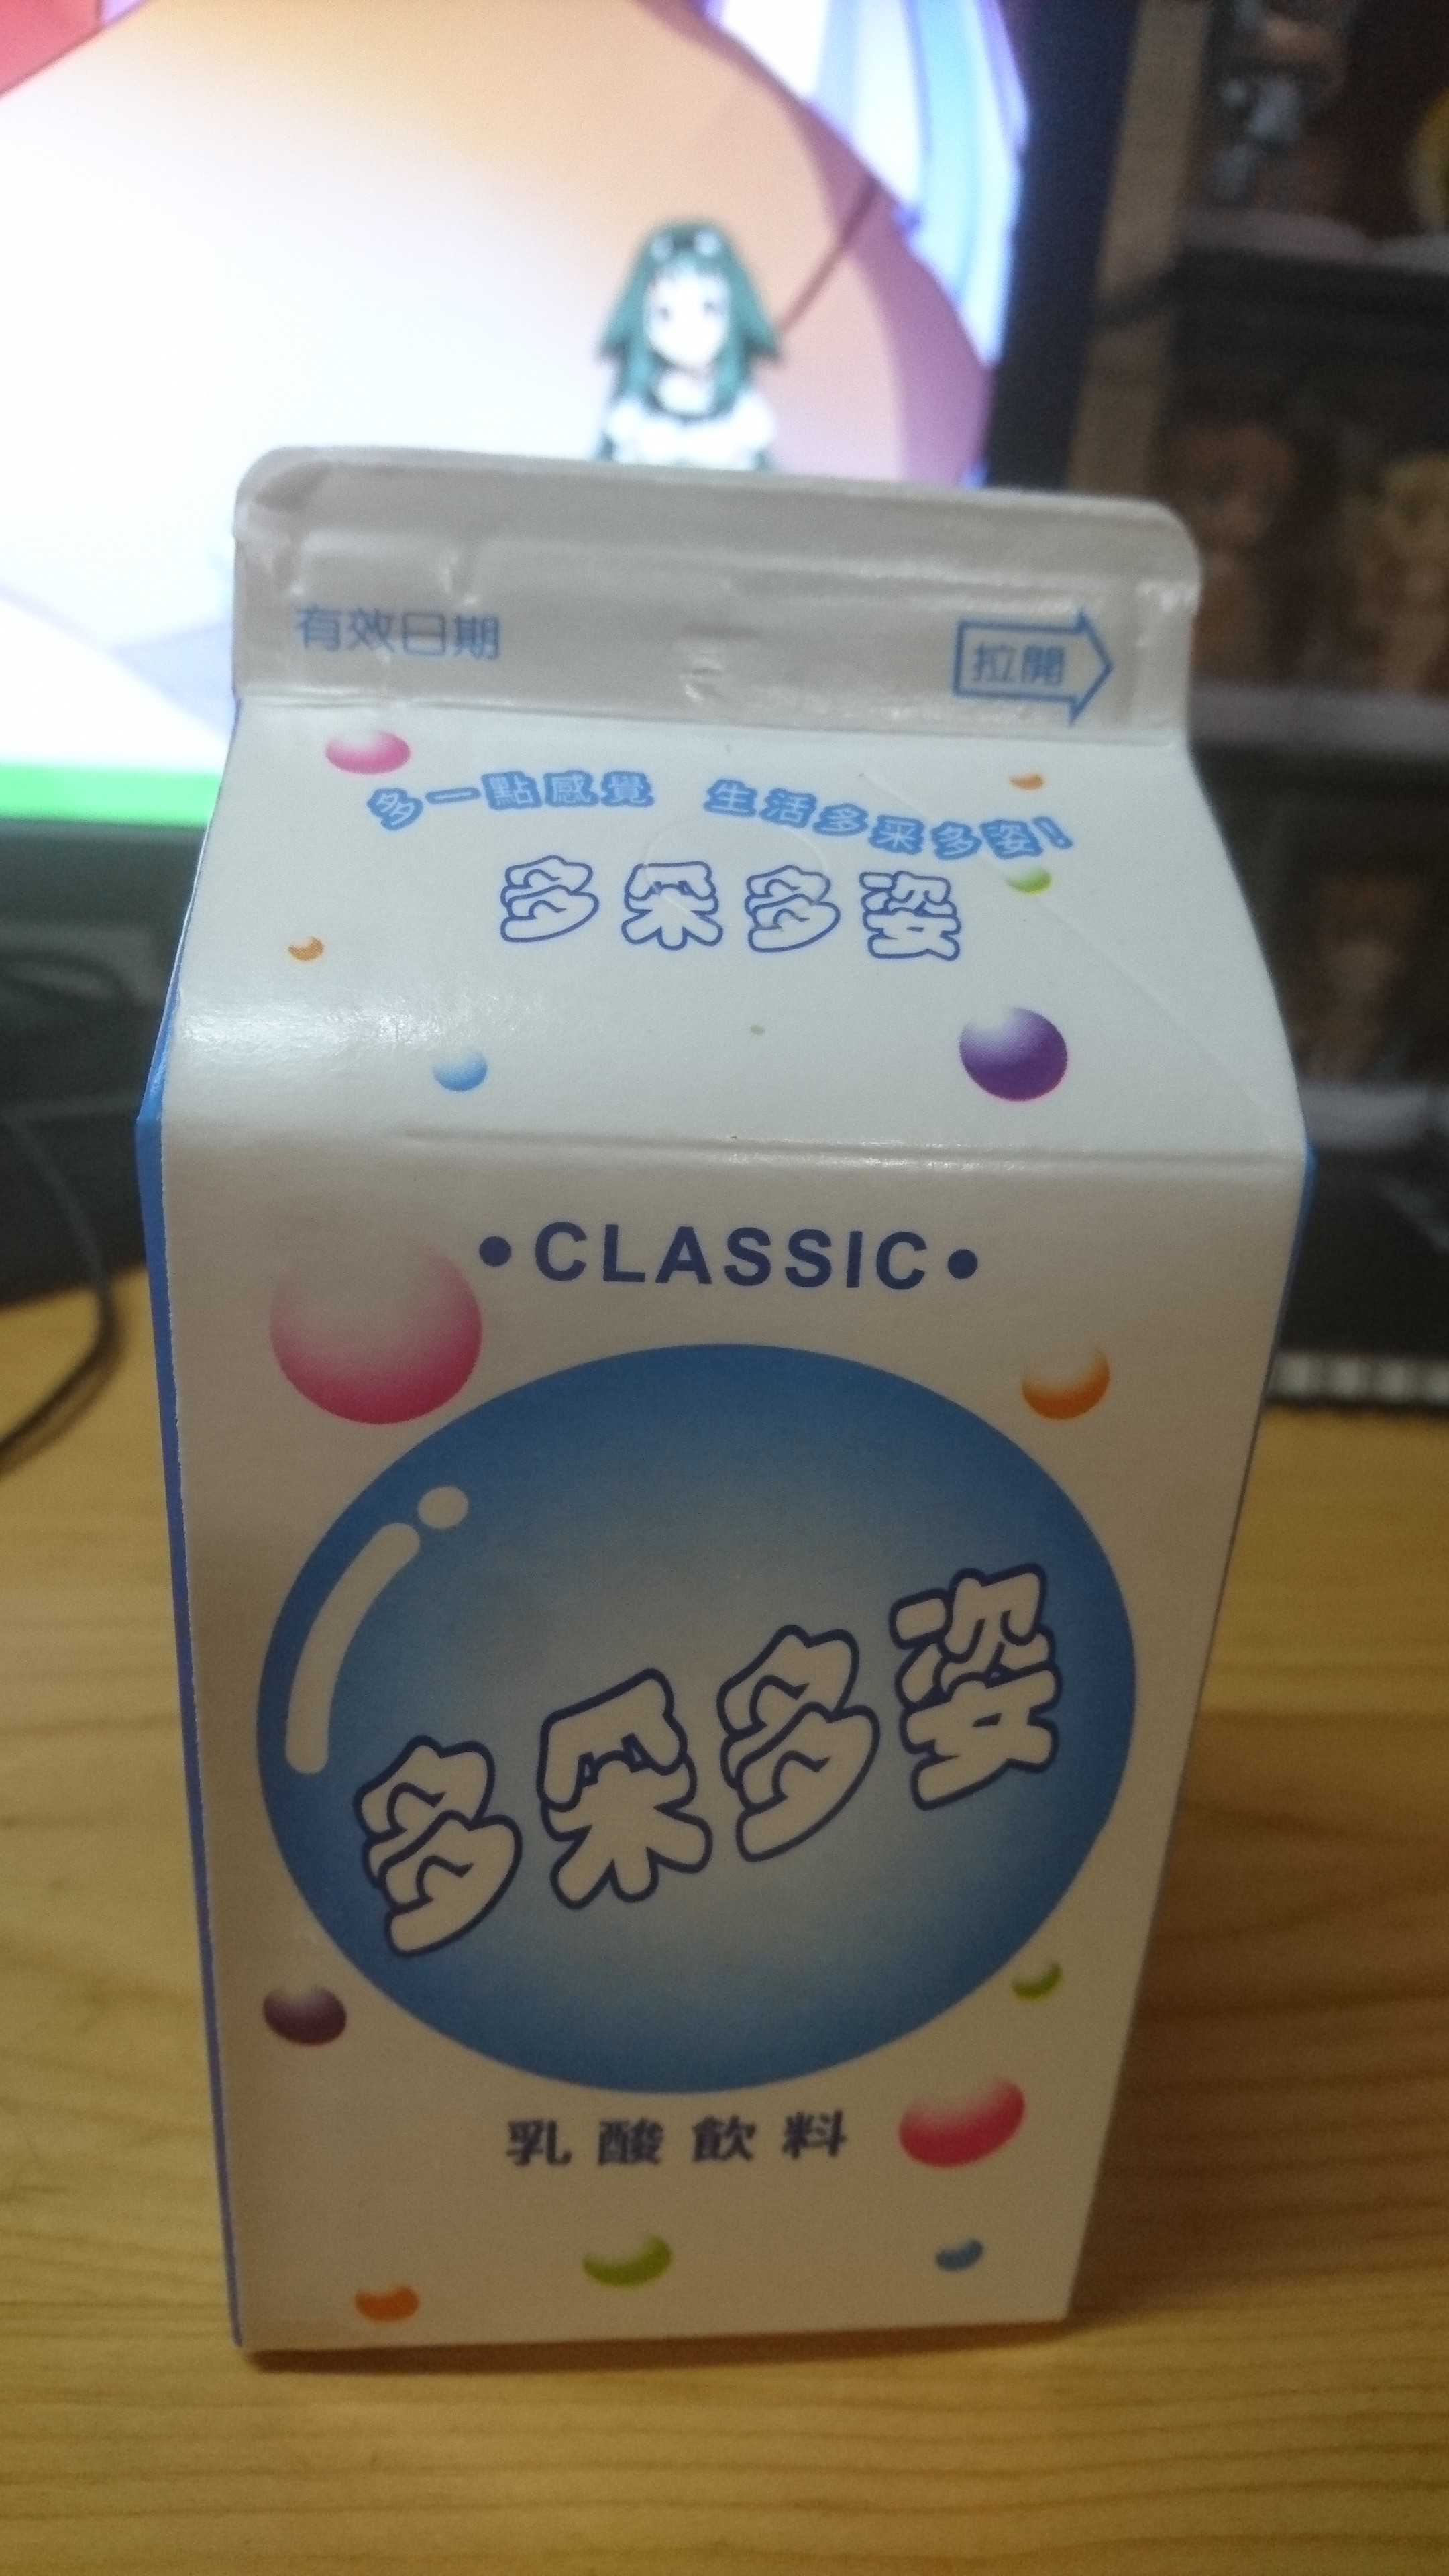 有效日期
拉開
多一點感覺 生活多采多姿!
多采多姿
•CLASSIC•
多采多姿
乳酸飲料